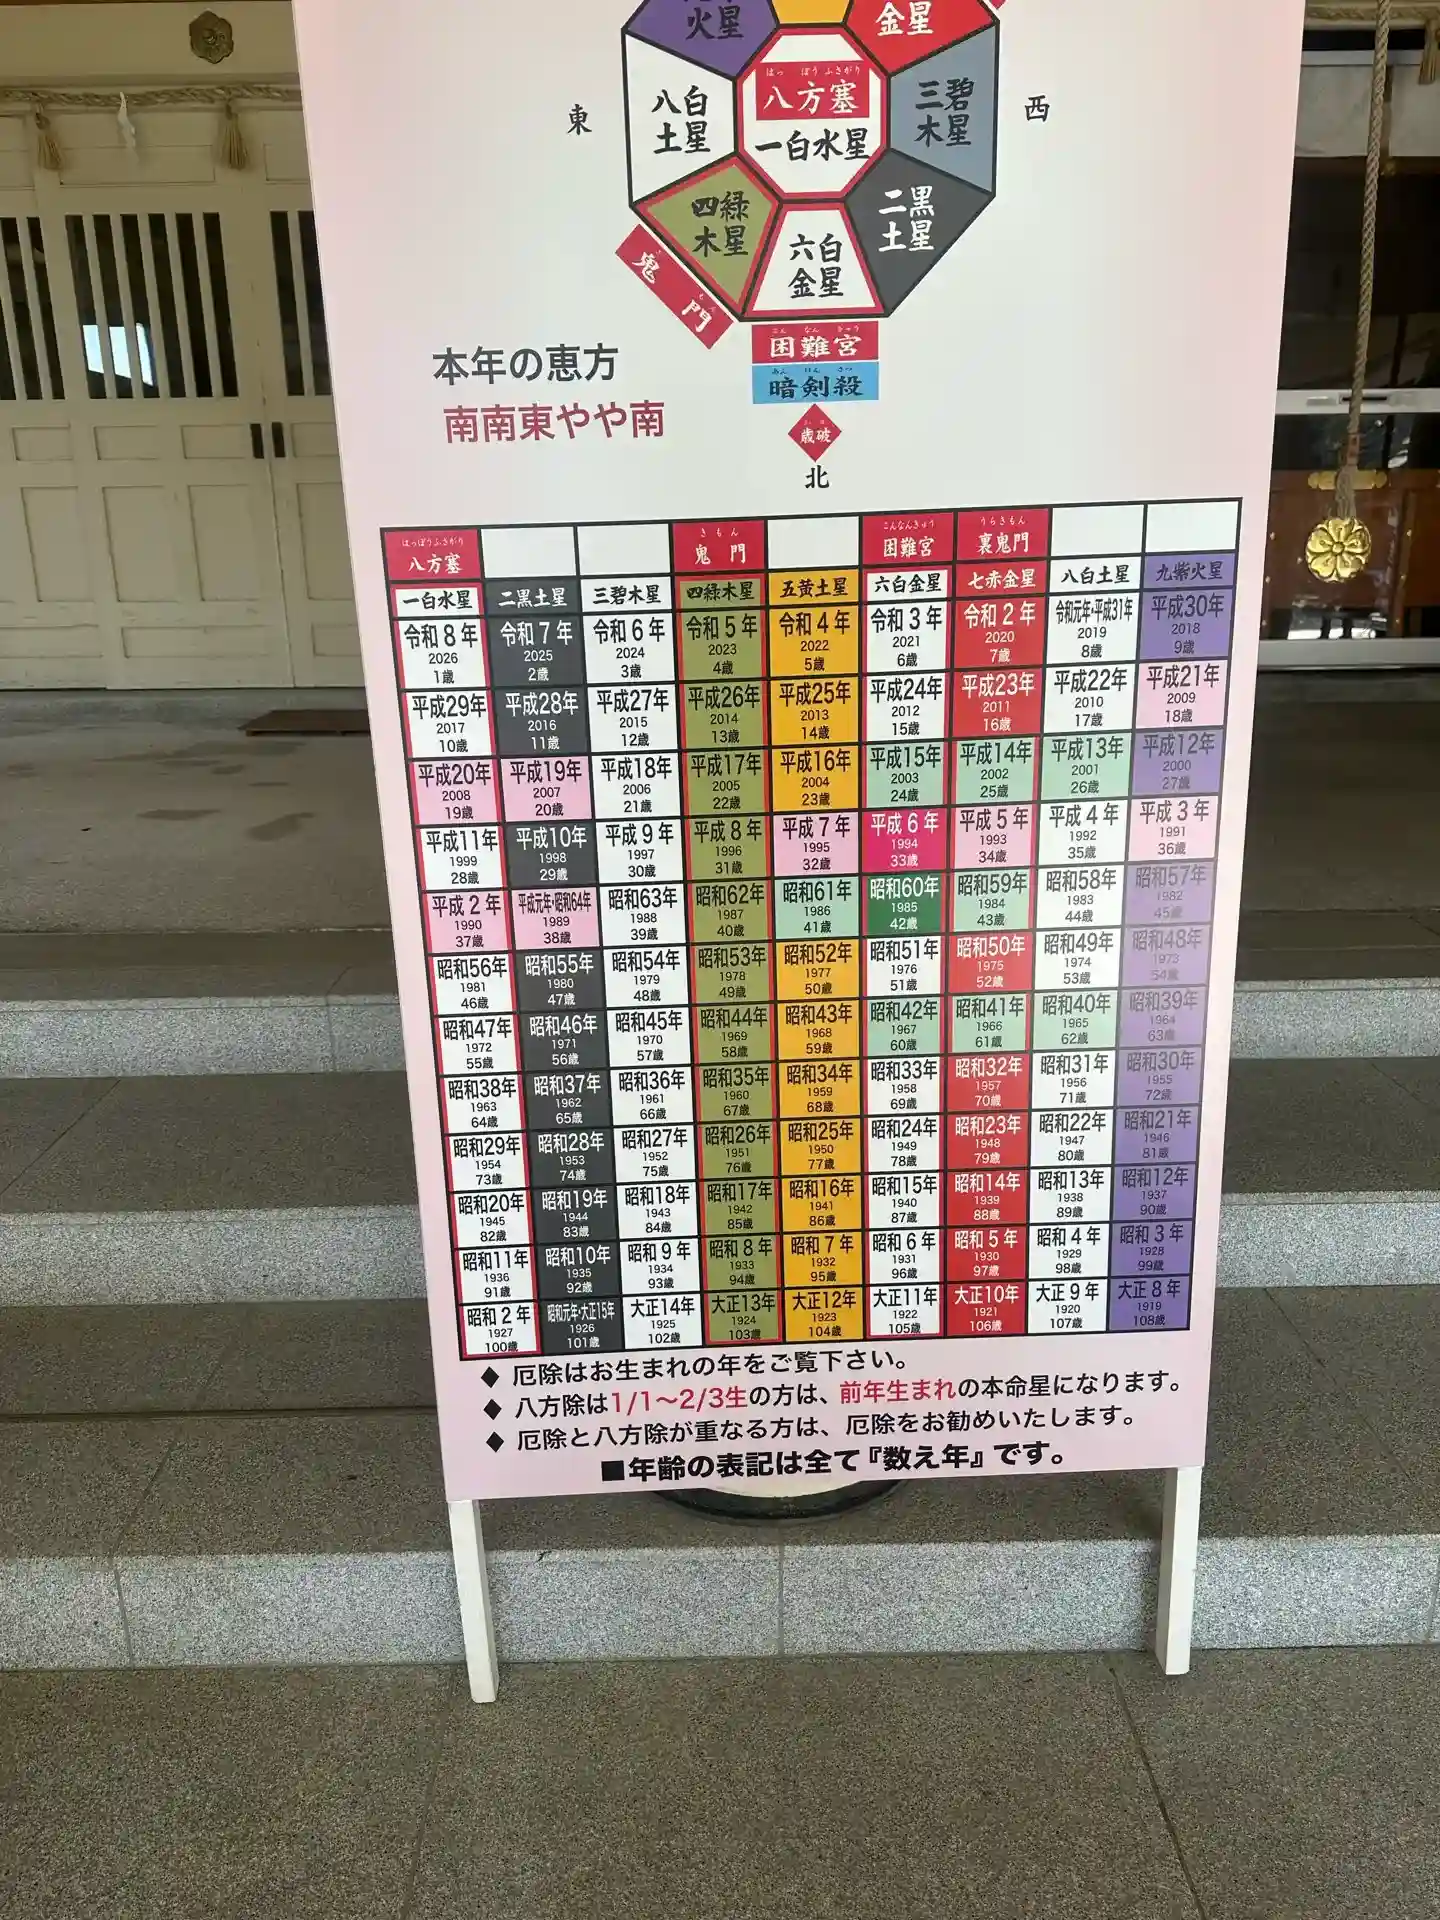 火星
金星
はっぽうふさがり
八方塞
一白水星
東
八白
土星
三碧
木星
西
四緑
木星
六白
金星
二黒
土星
きもん
鬼門
こんなんきゅう
困難宮
あんけんさつ
暗剣殺
さいは
歳破
北
本年の恵方
南南東やや南
はっぽうふさがり 八方塞
きもん 鬼門
こんなんきゅう 困難宮
うらきもん 裏鬼門
一白水星 二黒土星 三碧木星 四緑木星 五黄土星 六白金星 七赤金星 八白土星 九紫火星
令和8年 令和7年 令和6年 令和5年 令和4年 令和3年 令和2年 令和元年・平成31年 平成30年
2026 2025 2024 2023 2022 2021 2020 2019 2018
1歳 2歳 3歳 4歳 5歳 6歳 7歳 8歳 9歳
平成29年 平成28年 平成27年 平成26年 平成25年 平成24年 平成23年 平成22年 平成21年
2017 2016 2015 2014 2013 2012 2011 2010 2009
10歳 11歳 12歳 13歳 14歳 15歳 16歳 17歳 18歳
平成20年 平成19年 平成18年 平成17年 平成16年 平成15年 平成14年 平成13年 平成12年
2008 2007 2006 2005 2004 2003 2002 2001 2000
19歳 20歳 21歳 22歳 23歳 24歳 25歳 26歳 27歳
平成11年 平成10年 平成9年 平成8年 平成7年 平成6年 平成5年 平成4年 平成3年
1999 1998 1997 1996 1995 1994 1993 1992 1991
28歳 29歳 30歳 31歳 32歳 33歳 34歳 35歳 36歳
平成2年 平成元年・昭和64年 昭和63年 昭和62年 昭和61年 昭和60年 昭和59年 昭和58年 昭和57年
1990 1989 1988 1987 1986 1985 1984 1983 1982
37歳 38歳 39歳 40歳 41歳 42歳 43歳 44歳 45歳
昭和56年 昭和55年 昭和54年 昭和53年 昭和52年 昭和51年 昭和50年 昭和49年 昭和48年
1981 1980 1979 1978 1977 1976 1975 1974 1973
46歳 47歳 48歳 49歳 50歳 51歳 52歳 53歳 54歳
昭和47年 昭和46年 昭和45年 昭和44年 昭和43年 昭和42年 昭和41年 昭和40年 昭和39年
1972 1971 1970 1969 1968 1967 1966 1965 1964
55歳 56歳 57歳 58歳 59歳 60歳 61歳 62歳 63歳
昭和38年 昭和37年 昭和36年 昭和35年 昭和34年 昭和33年 昭和32年 昭和31年 昭和30年
1963 1962 1961 1960 1959 1958 1957 1956 1955
64歳 65歳 66歳 67歳 68歳 69歳 70歳 71歳 72歳
昭和29年 昭和28年 昭和27年 昭和26年 昭和25年 昭和24年 昭和23年 昭和22年 昭和21年
1954 1953 1952 1951 1950 1949 1948 1947 1946
73歳 74歳 75歳 76歳 77歳 78歳 79歳 80歳 81歳
昭和20年 昭和19年 昭和18年 昭和17年 昭和16年 昭和15年 昭和14年 昭和13年 昭和12年
1945 1944 1943 1942 1941 1940 1939 1938 1937
82歳 83歳 84歳 85歳 86歳 87歳 88歳 89歳 90歳
昭和11年 昭和10年 昭和9年 昭和8年 昭和7年 昭和6年 昭和5年 昭和4年 昭和3年
1936 1935 1934 1933 1932 1931 1930 1929 1928
91歳 92歳 93歳 94歳 95歳 96歳 97歳 98歳 99歳
昭和2年 昭和元年・大正15年 大正14年 大正13年 大正12年 大正11年 大正10年 大正9年 大正8年
1927 1926 1925 1924 1923 1922 1921 1920 1919
100歳 101歳 102歳 103歳 104歳 105歳 106歳 107歳 108歳
◆ 厄除はお生まれの年をご覧下さい。
◆ 八方除は1/1〜2/3生の方は、前年生まれの本命星になります。
◆ 厄除と八方除が重なる方は、厄除をお勧めいたします。
■年齢の表記は全て『数え年』です。